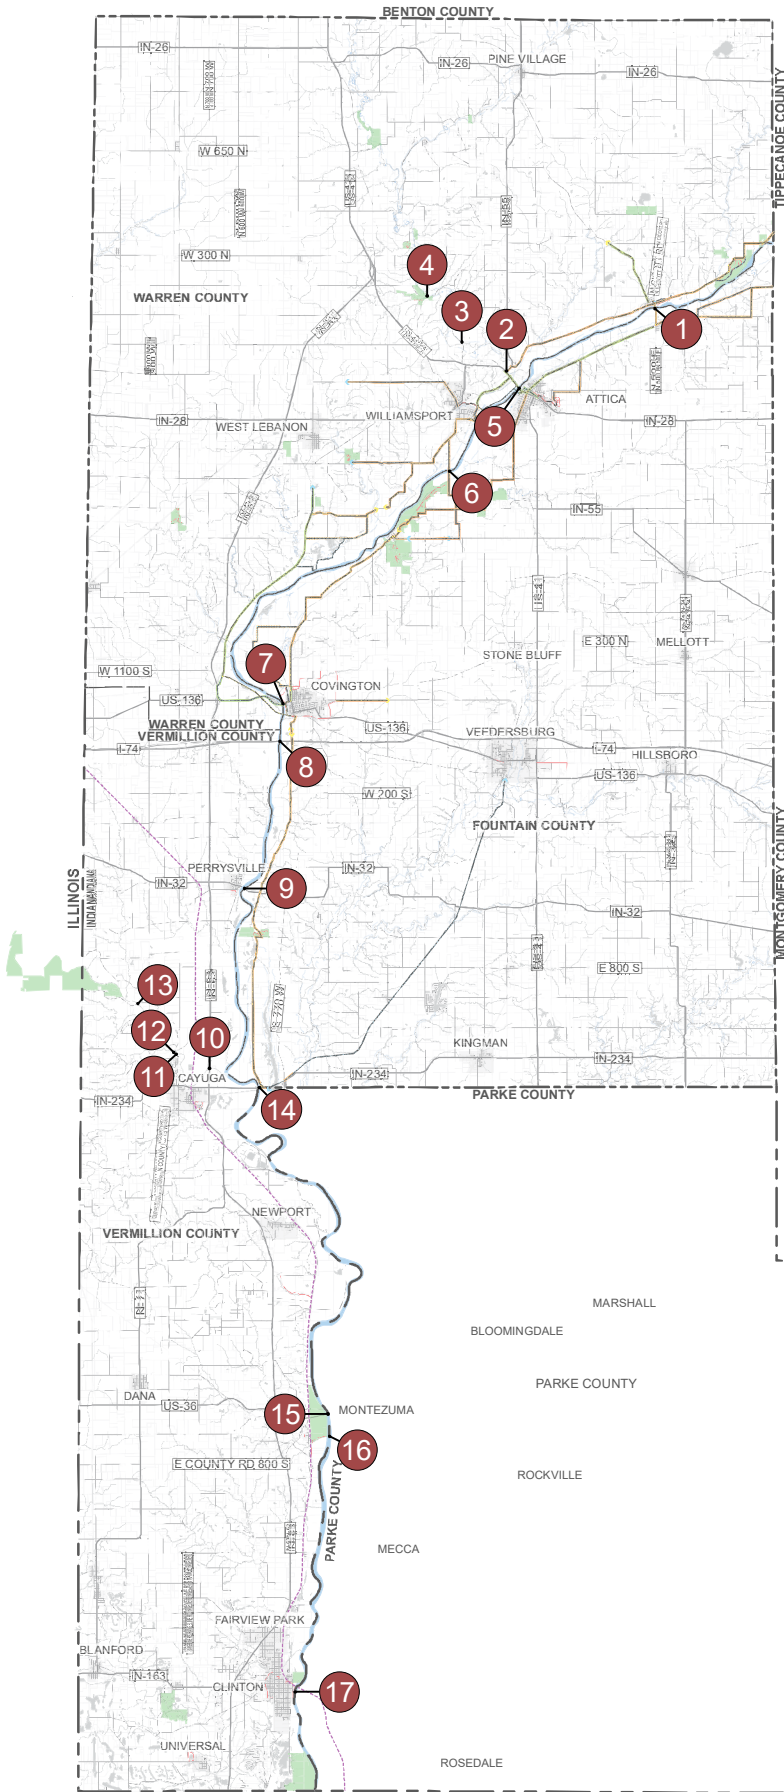 BENTON COUNTY
IN-26
IN-26
PINE VILLAGE
IN-26
TIPPECANOE COUNTY
W 650 N
W 300 N
WARREN COUNTY
4
3
2
1
IN-28
WEST LEBANON
WILLIAMSPORT
ATTICA
5
IN-28
6
IN-55
E 300 N
MELLOTT
STONE BLUFF
W 1100 S
7
COVINGTON
US-136
WARREN COUNTY
VERMILLION COUNTY
US-136
VEEDERSBURG
I-74
I-74
HILLSBORO
8
US-136
W 200 S
FOUNTAIN COUNTY
MONTGOMERY COUNTY
PERRYSVILLE
IN-32
IN-32
9
ILLINOIS
INDIANA
IN-32
E 800 S
13
12
10
11
CAYUGA
KINGMAN
IN-234
IN-234
IN-234
14
PARKE COUNTY
NEWPORT
VERMILLION COUNTY
MARSHALL
BLOOMINGDALE
PARKE COUNTY
DANA
US-36
15
MONTEZUMA
16
E COUNTY RD 800 S
PARKE COUNTY
ROCKVILLE
MECCA
FAIRVIEW PARK
BLANFORD
IN-163
CLINTON
17
UNIVERSAL
ROSEDALE